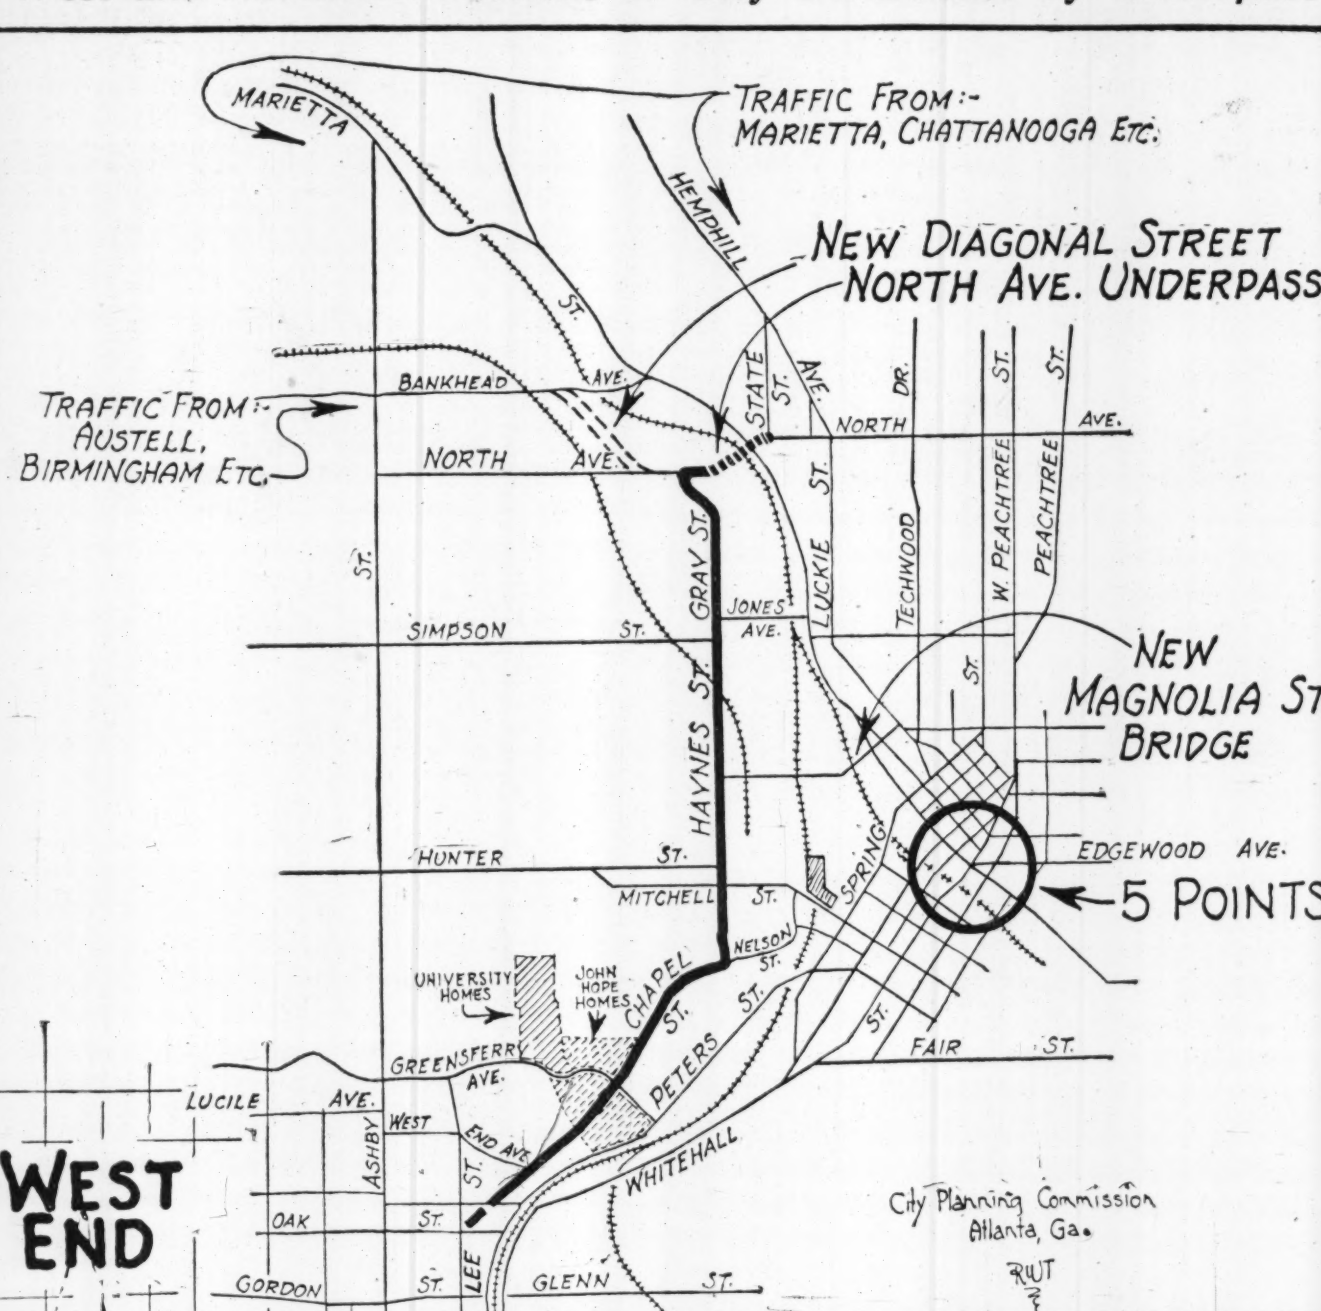 TRAFFIC FROM:-
MARIETTA, CHATTANOOGA ETC.
MARIETTA
HEMPHILL
NEW DIAGONAL STREET
NORTH AVE. UNDERPASS
ST.
STATE
ST.
AVE.
DR.
ST.
ST.
BANKHEAD
AVE.
TRAFFIC FROM:-
AUSTELL,
BIRMINGHAM ETC.
NORTH
AVE.
NORTH
AVE.
ST.
GRAY ST.
LUCKIE
ST.
TECHWOOD
W. PEACHTREE
PEACHTREE
JONES
AVE.
SIMPSON
ST.
ST.
NEW
MAGNOLIA ST
BRIDGE
HAYNES
ST.
HUNTER
ST.
SPRING
EDGEWOOD AVE.
5 POINTS
MITCHELL
ST.
NELSON
ST.
UNIVERSITY
HOMES
JOHN
HOPE
HOMES
CHAPEL
ST.
PETERS
ST.
ST.
FAIR
ST.
GREENSFERRY
AVE.
LUCILE
AVE.
WEST
END AVE.
ASHBY
ST.
WHITEHALL
WEST
END
OAK
ST.
LEE
GORDON
ST.
GLENN
ST.
City Planning Commission
Atlanta, Ga.
RWT